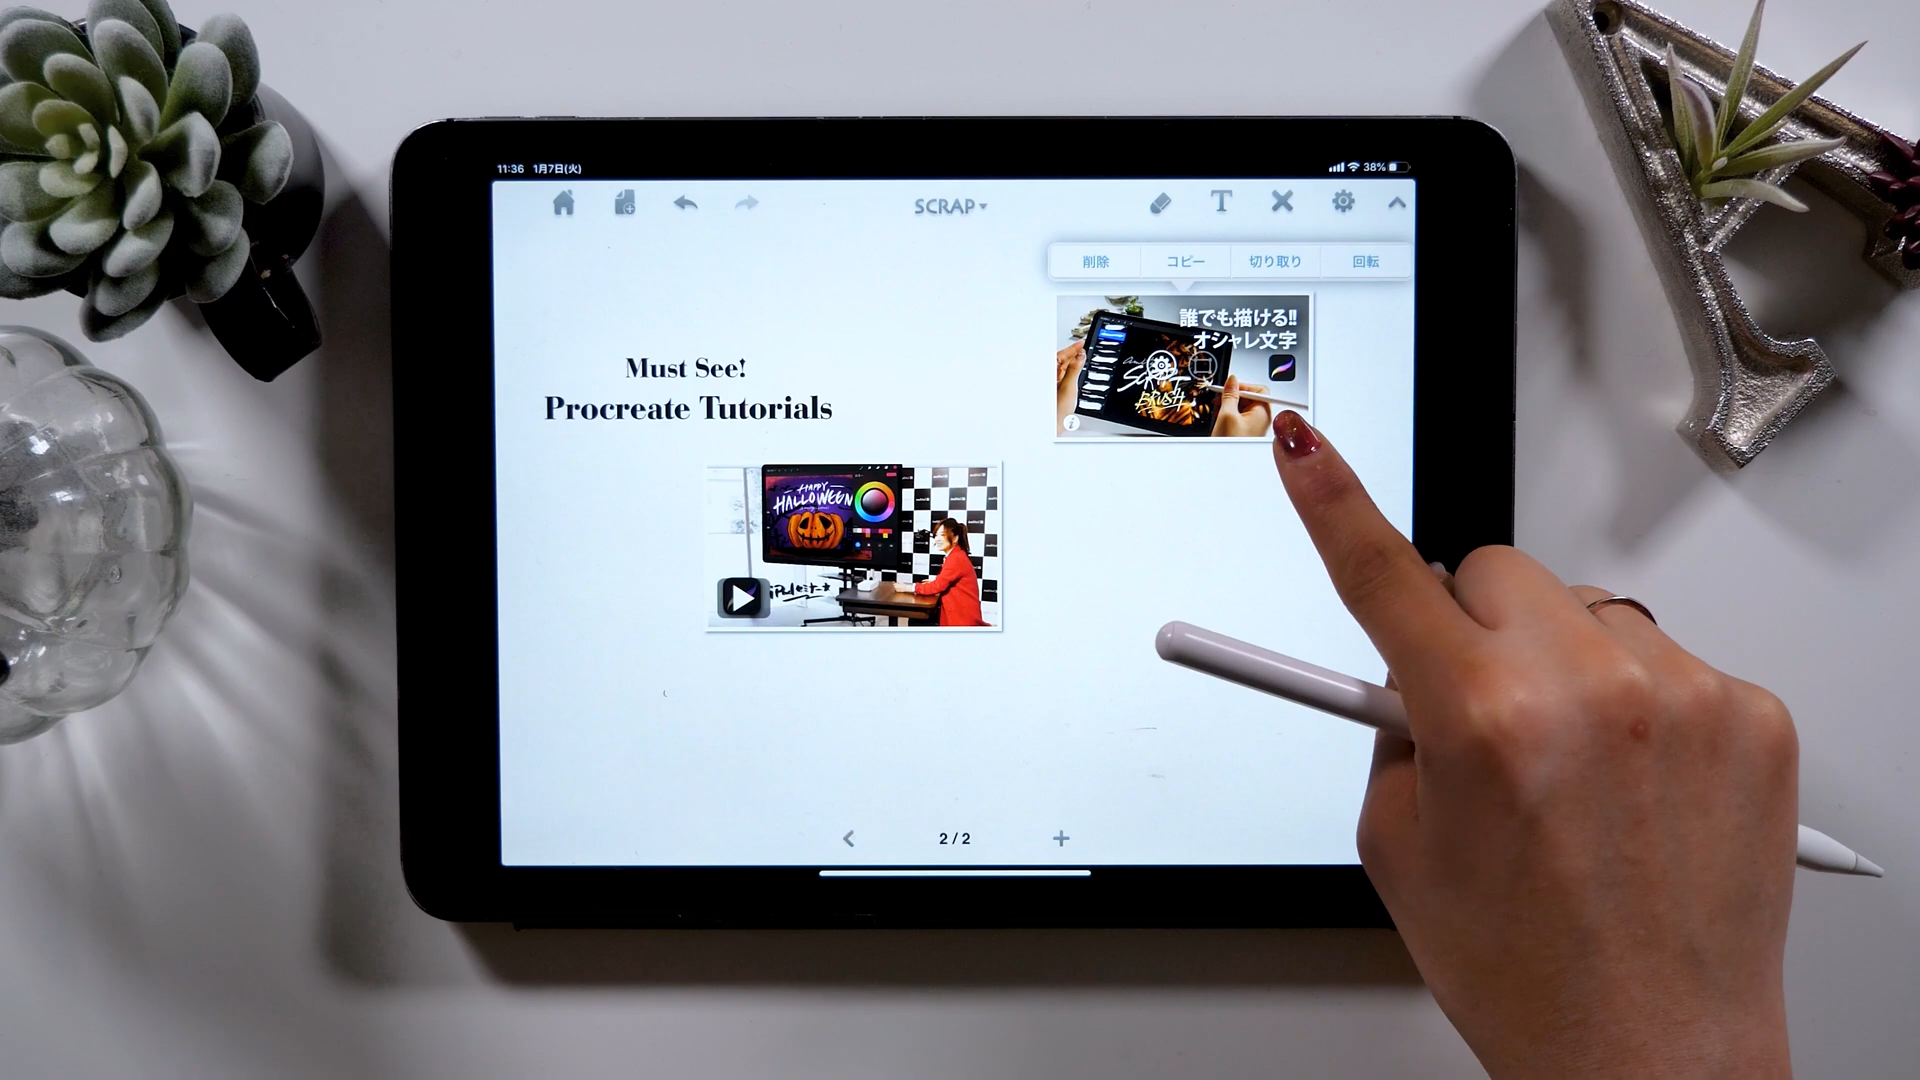 11:36 1月7日(火)
38%
SCRAP
削除 コピー 切り取り 回転
誰でも描ける!!
オシャレ文字
SCRAP
BRUSH
Must See!
Procreate Tutorials
HAPPY
HALLOWEEN
2 / 2